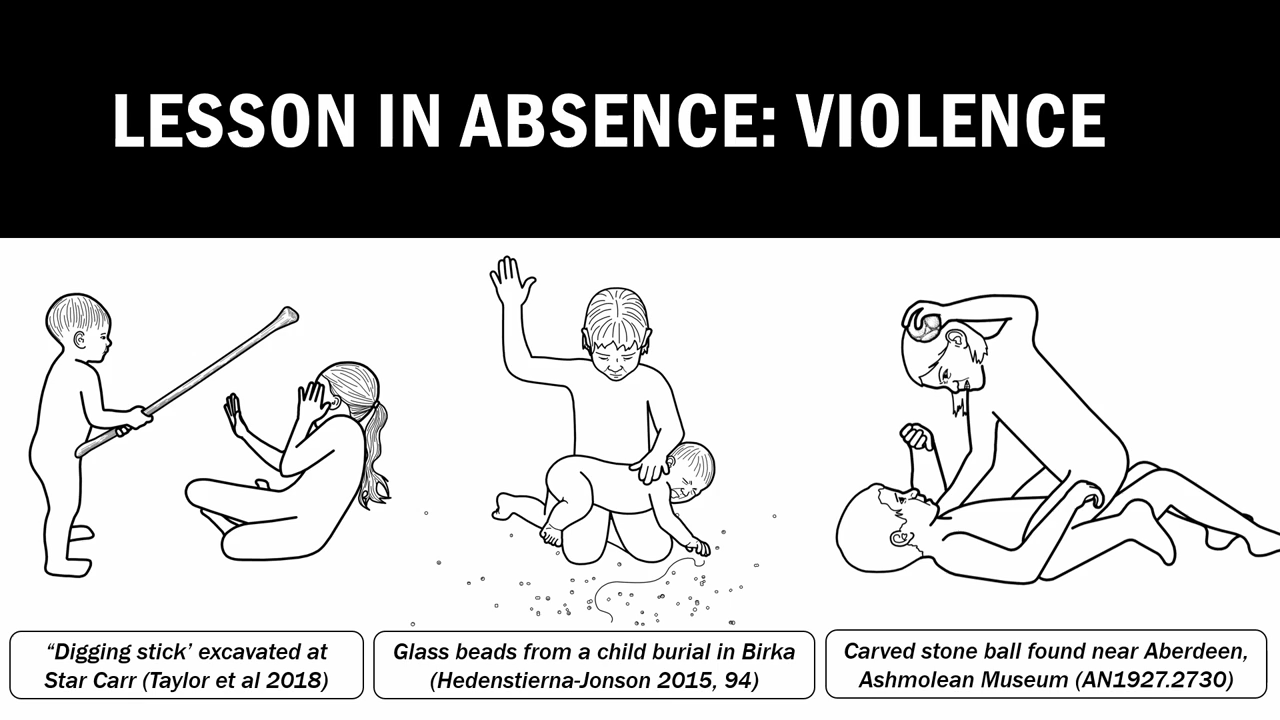 LESSON IN ABSENCE: VIOLENCE
“Digging stick’ excavated at
Star Carr (Taylor et al 2018)
Glass beads from a child burial in Birka
(Hedenstierna-Jonson 2015, 94)
Carved stone ball found near Aberdeen,
Ashmolean Museum (AN1927.2730)